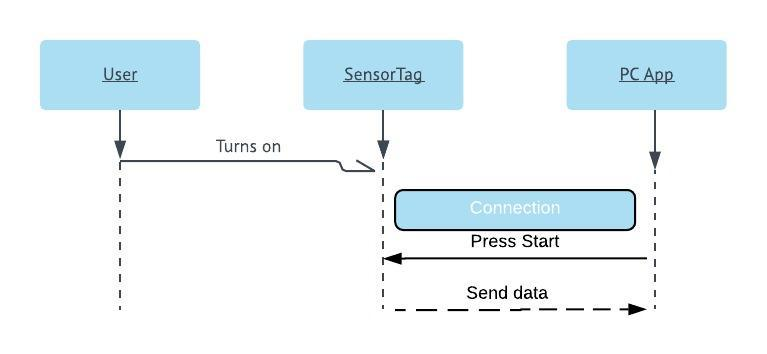 User
SensorTag
PC App
Turns on
Connection
Press Start
Send data